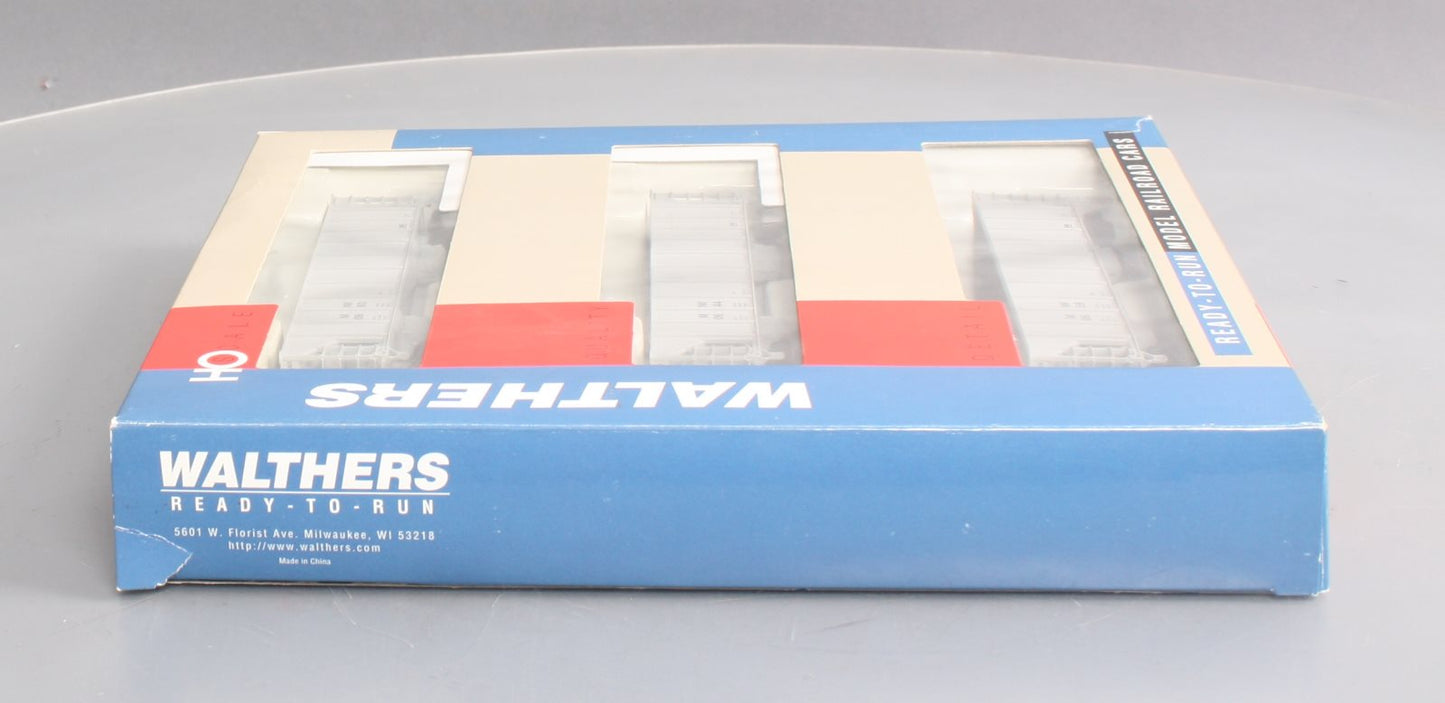 READY-TO-RUN MODEL RAILROAD CARS
HO
DETAIL
WALTHERS
WALTHERS
READY-TO-RUN
5601 W. Florist Ave. Milwaukee, WI 53218
http://www.walthers.com
Made in China